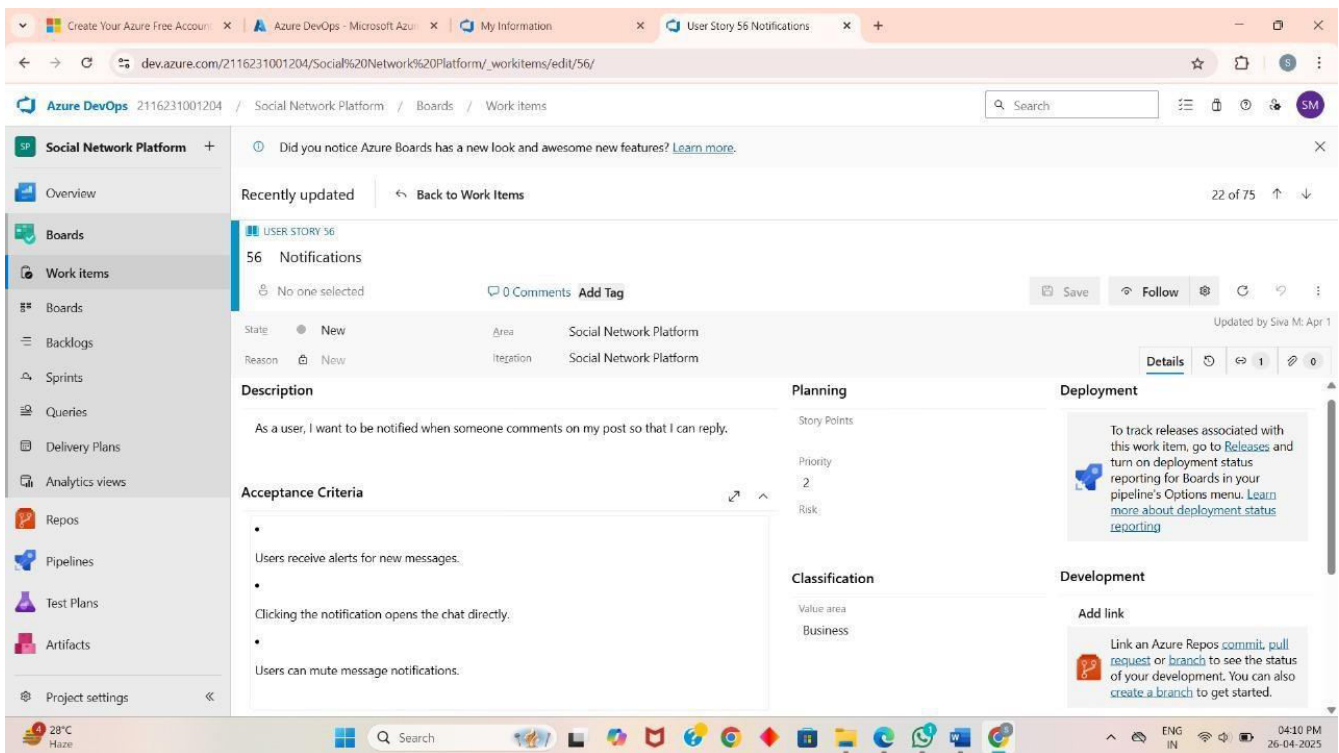 Create Your Azure Free Accoun
Azure DevOps - Microsoft Azu
My Information
User Story 56 Notifications
dev.azure.com/2116231001204/Social%20Network%20Platform/_workitems/edit/56/
S
Azure DevOps 2116231001204 / Social Network Platform / Boards / Work items
Search
SM
SP Social Network Platform
Did you notice Azure Boards has a new look and awesome new features? Learn more.
Overview
Recently updated
Back to Work Items
22 of 75
Boards
USER STORY 56
56 Notifications
Work items
No one selected
0 Comments Add Tag
Save
Follow
Boards
State New
Area Social Network Platform
Updated by Siva M: Apr 1
Backlogs
Reason New
Iteration Social Network Platform
Details
1
0
Sprints
Description
Planning
Deployment
Queries
As a user, I want to be notified when someone comments on my post so that I can reply.
Story Points
To track releases associated with
this work item, go to Releases and
turn on deployment status
reporting for Boards in your
pipeline's Options menu. Learn
more about deployment status
reporting
Delivery Plans
Priority
2
Analytics views
Acceptance Criteria
Risk
Repos
•
Users receive alerts for new messages.
Pipelines
•
Classification
Development
Test Plans
Clicking the notification opens the chat directly.
Value area
Business
Add link
Artifacts
•
Link an Azure Repos commit, pull
request or branch to see the status
of your development. You can also
create a branch to get started.
Users can mute message notifications.
Project settings
4
28°C
Haze
Search
ENG
IN
04:10 PM
26-04-2025